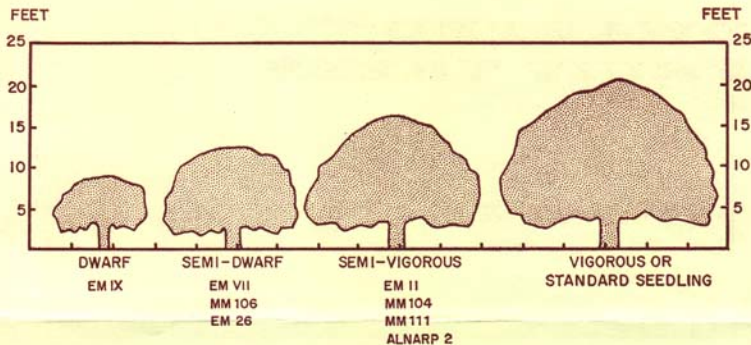 FEET
FEET
25
25
20
20
15
15
10
10
5
5
DWARF
SEMI-DWARF
SEMI-VIGOROUS
VIGOROUS OR
STANDARD SEEDLING
EM IX
EM VII
MM 106
EM 26
EM II
MM 104
MM 111
ALNARP 2